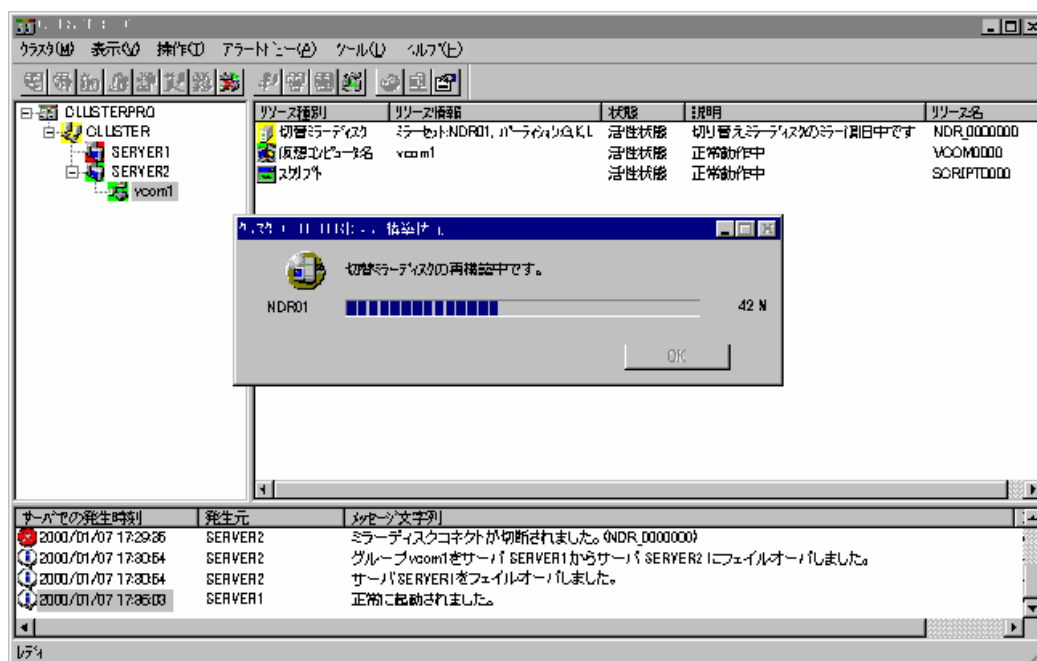 クラスタ(M) 表示(V) 操作(T) アラートビュー(A) ツール(L) ヘルプ(H)
リソース種別 リソース情報 状態 説明 リソース名
CLUSTERPRO
CLUSTER
SERVER1
SERVER2
vcom1
切替ミラーディスク ミラーセット:NDR01, パーティション:G,K,L 活性状態 切り替えミラーディスクのミラー復旧中です NDR_0000000
仮想コンピュータ名 vcom1 活性状態 正常動作中 VCOM0000
スクリプト 活性状態 正常動作中 SCRIPT0000
切替ミラーディスクの再構築中です。
NDR01 42 %
OK
サーバでの発生時刻 発生元 メッセージ文字列
2000/01/07 17:29:35 SERVER2 ミラーディスクコネクトが切断されました。(NDR_0000000)
2000/01/07 17:30:54 SERVER2 グループvcom1をサーバ SERVER1からサーバ SERVER2 にフェイルオーバしました。
2000/01/07 17:30:54 SERVER2 サーバSERVER1をフェイルオーバしました。
2000/01/07 17:36:03 SERVER1 正常に起動されました。
レディ